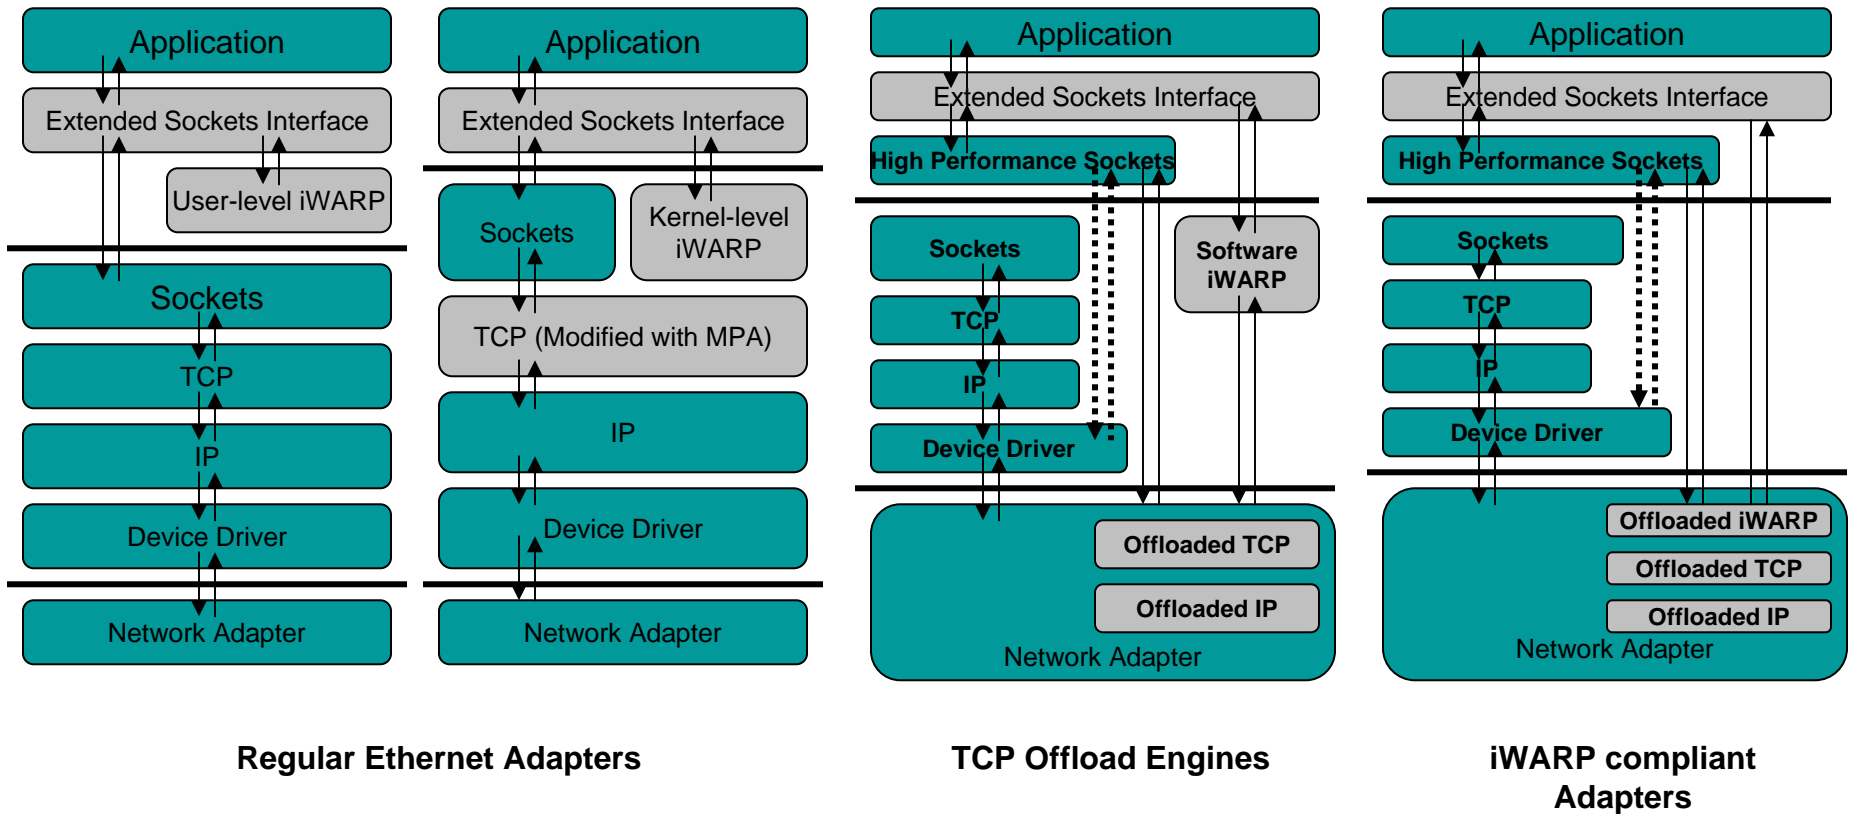 Application
Extended Sockets Interface
User-level iWARP
Sockets
TCP
IP
Device Driver
Network Adapter
Application
Extended Sockets Interface
Sockets
Kernel-level
iWARP
TCP (Modified with MPA)
IP
Device Driver
Network Adapter
Regular Ethernet Adapters
Application
Extended Sockets Interface
High Performance Sockets
Sockets
Software
iWARP
TCP
IP
Device Driver
Offloaded TCP
Offloaded IP
Network Adapter
TCP Offload Engines
Application
Extended Sockets Interface
High Performance Sockets
Sockets
TCP
IP
Device Driver
Offloaded iWARP
Offloaded TCP
Offloaded IP
Network Adapter
iWARP compliant
Adapters